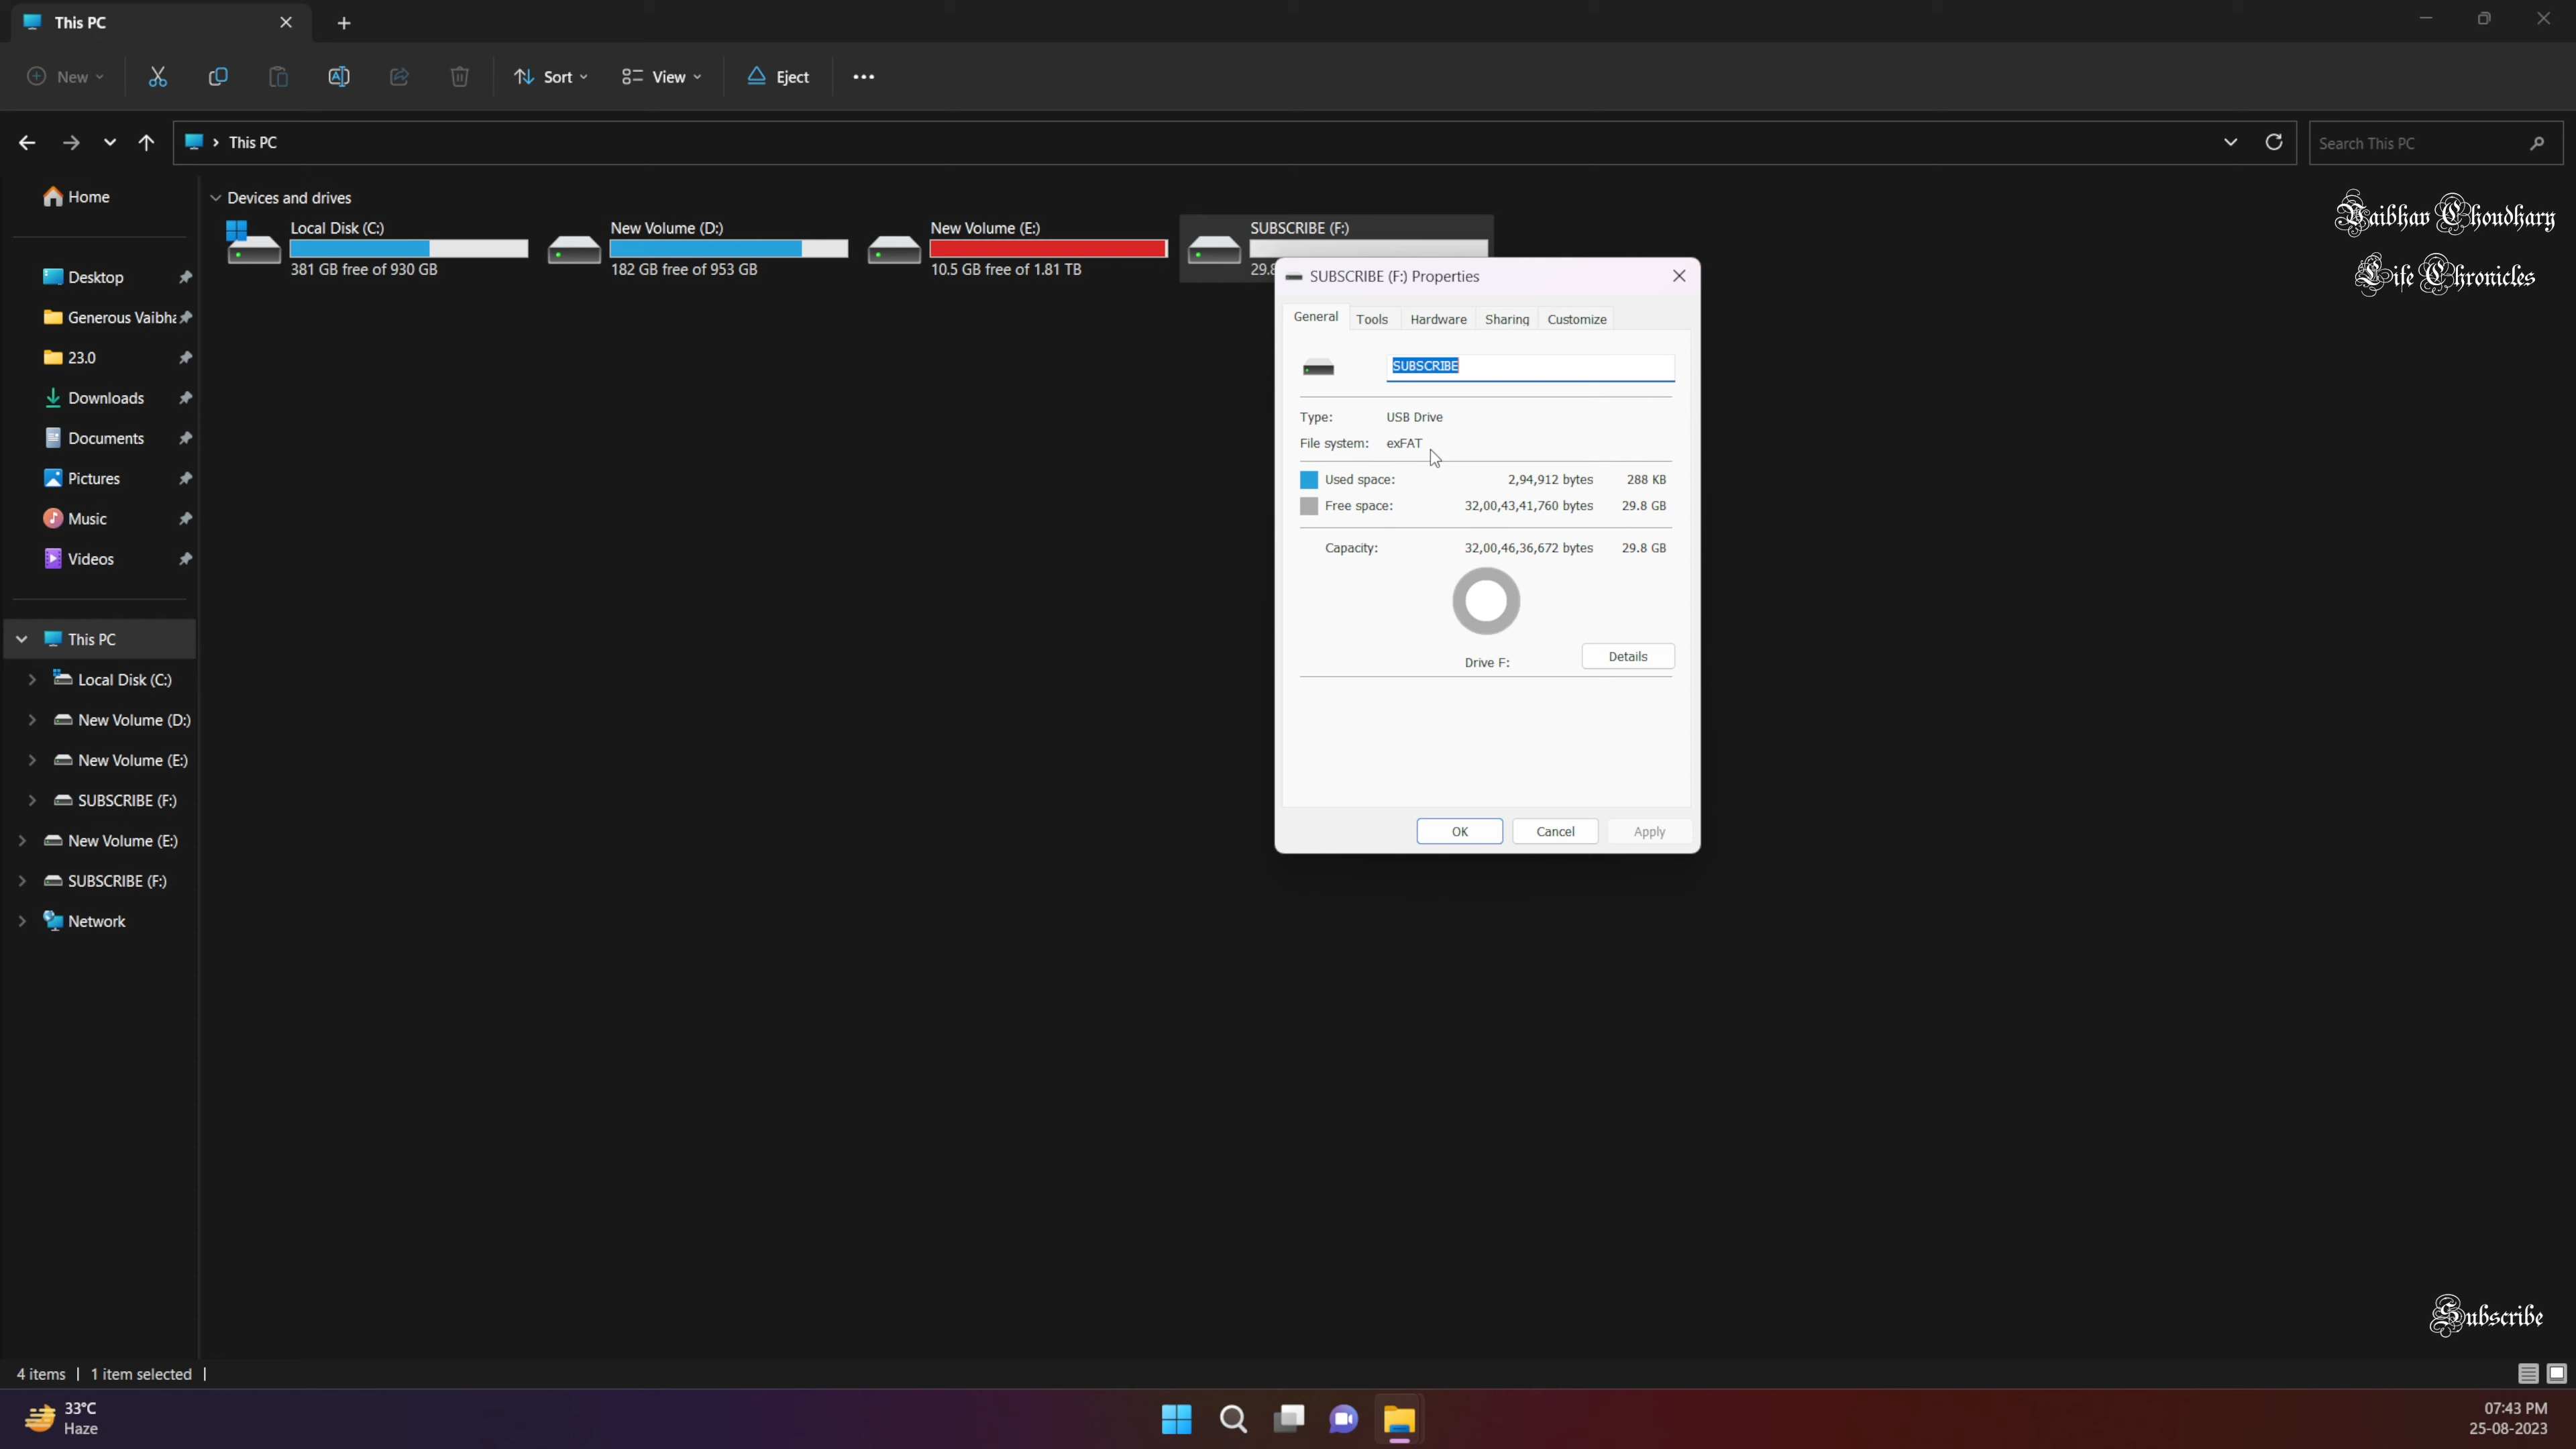 This PC
New
Sort
View
Eject
This PC
Search This PC
Home
Desktop
Generous Vaibha
23.0
Downloads
Documents
Pictures
Music
Videos
This PC
Local Disk (C:)
New Volume (D:)
New Volume (E:)
SUBSCRIBE (F:)
New Volume (E:)
SUBSCRIBE (F:)
Network
Devices and drives
Local Disk (C:)
381 GB free of 930 GB
New Volume (D:)
182 GB free of 953 GB
New Volume (E:)
10.5 GB free of 1.81 TB
SUBSCRIBE (F:)
29.8
Vaibhav Choudhary
Life Chronicles
SUBSCRIBE (F:) Properties
General Tools Hardware Sharing Customize
SUBSCRIBE
Type: USB Drive
File system: exFAT
Used space: 2,94,912 bytes 288 KB
Free space: 32,00,43,41,760 bytes 29.8 GB
Capacity: 32,00,46,36,672 bytes 29.8 GB
Drive F:
Details
OK Cancel Apply
Subscribe
4 items 1 item selected
33°C
Haze
07:43 PM
25-08-2023